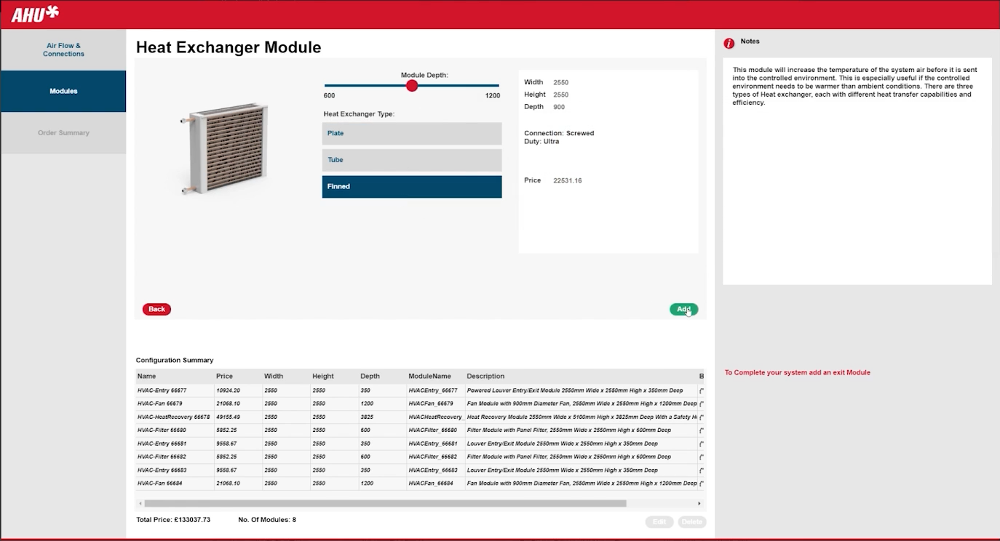 AHU
Air Flow &
Connections
Modules
Order Summary
Heat Exchanger Module
Module Depth:
600 1200
Heat Exchanger Type:
Plate
Tube
Finned
Width 2550
Height 2550
Depth 900
Connection: Screwed
Duty: Ultra
Price 22531.16
Back
Add
Notes
This module will increase the temperature of the system air before it is sent
into the controlled environment. This is especially useful if the controlled
environment needs to be warmer than ambient conditions. There are three
types of Heat exchanger, each with different heat transfer capabilities and
efficiency.
To Complete your system add an exit Module
Configuration Summary
Name Price Width Height Depth ModuleName Description
HVAC-Entry 66677 10924.20 2550 2550 350 HVACEntry_66677 Powered Louver Entry/Exit Module 2550mm Wide x 2550mm High x 350mm Deep {"
HVAC-Fan 66679 21068.10 2550 2550 1200 HVACFan_66679 Fan Module with 900mm Diameter Fan, 2550mm Wide x 2550mm High x 1200mm Deep {"
HVAC-HeatRecovery 66678 49155.49 2550 2550 3825 HVACHeatRecovery_ Heat Recovery Module 2550mm Wide x 5100mm High x 3825mm Deep With a Safety {"
HVAC-Filter 66680 5852.25 2550 2550 600 HVACFilter_66680 Filter Module with Panel Filter, 2550mm Wide x 2550mm High x 600mm Deep {"
HVAC-Entry 66681 9558.67 2550 2550 350 HVACEntry_66681 Louver Entry/Exit Module 2550mm Wide x 2550mm High x 350mm Deep {"
HVAC-Filter 66682 5852.25 2550 2550 600 HVACFilter_66682 Filter Module with Panel Filter, 2550mm Wide x 2550mm High x 600mm Deep {"
HVAC-Entry 66683 9558.67 2550 2550 350 HVACEntry_66683 Louver Entry/Exit Module 2550mm Wide x 2550mm High x 350mm Deep {"
HVAC-Fan 66684 21068.10 2550 2550 1200 HVACFan_66684 Fan Module with 900mm Diameter Fan, 2550mm Wide x 2550mm High x 1200mm Deep {"
Total Price: £133037.73 No. Of Modules: 8
Edit Delete